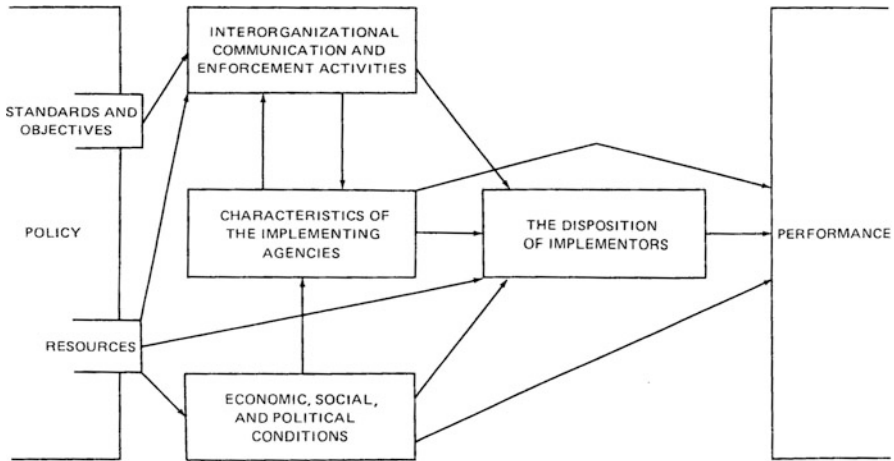 INTERORGANIZATIONAL
COMMUNICATION AND
ENFORCEMENT ACTIVITIES
STANDARDS AND
OBJECTIVES
POLICY
CHARACTERISTICS OF
THE IMPLEMENTING
AGENCIES
THE DISPOSITION
OF IMPLEMENTORS
PERFORMANCE
RESOURCES
ECONOMIC, SOCIAL,
AND POLITICAL
CONDITIONS